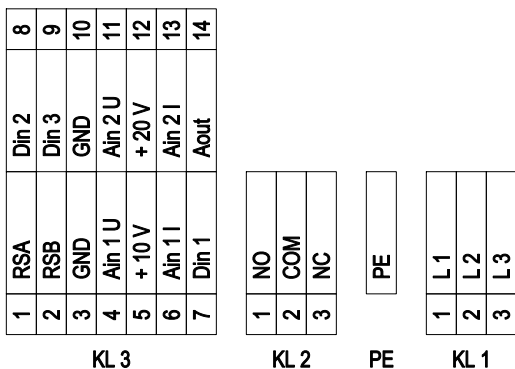 8 9 10 11 12 13 14
Din 2
Din 3
GND
Ain 2 U
+ 20 V
Ain 2 I
Aout
RSA
RSB
GND
Ain 1 U
+ 10 V
Ain 1 I
Din 1
1 2 3 4 5 6 7
KL 3
NO
COM
NC
1 2 3
KL 2
PE
PE
L 1
L 2
L 3
1 2 3
KL 1